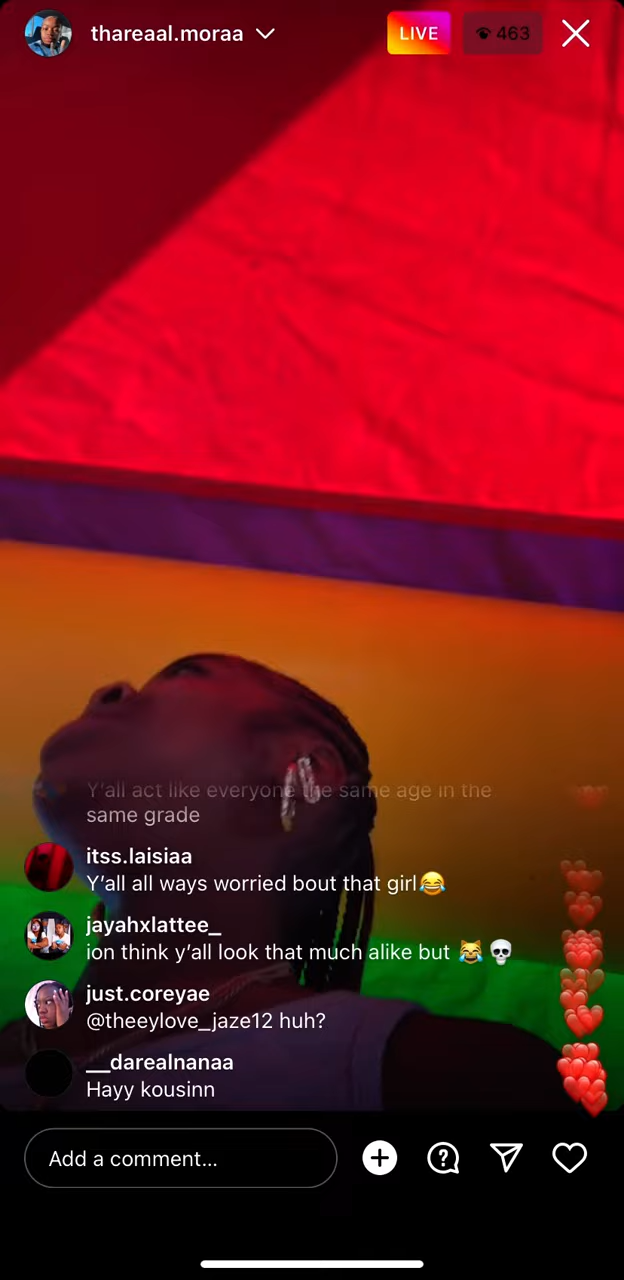 thareaal.moraa
LIVE
463
Y'all act like everyone the same age in the
same grade
itss.laisiaa
Y'all all ways worried bout that girl😂
jayahxlattee_
ion think y'all look that much alike but 😹 💀
just.coreyae
@theeylove_jaze12 huh?
__darealnanaa
Hayy kousinn
Add a comment...